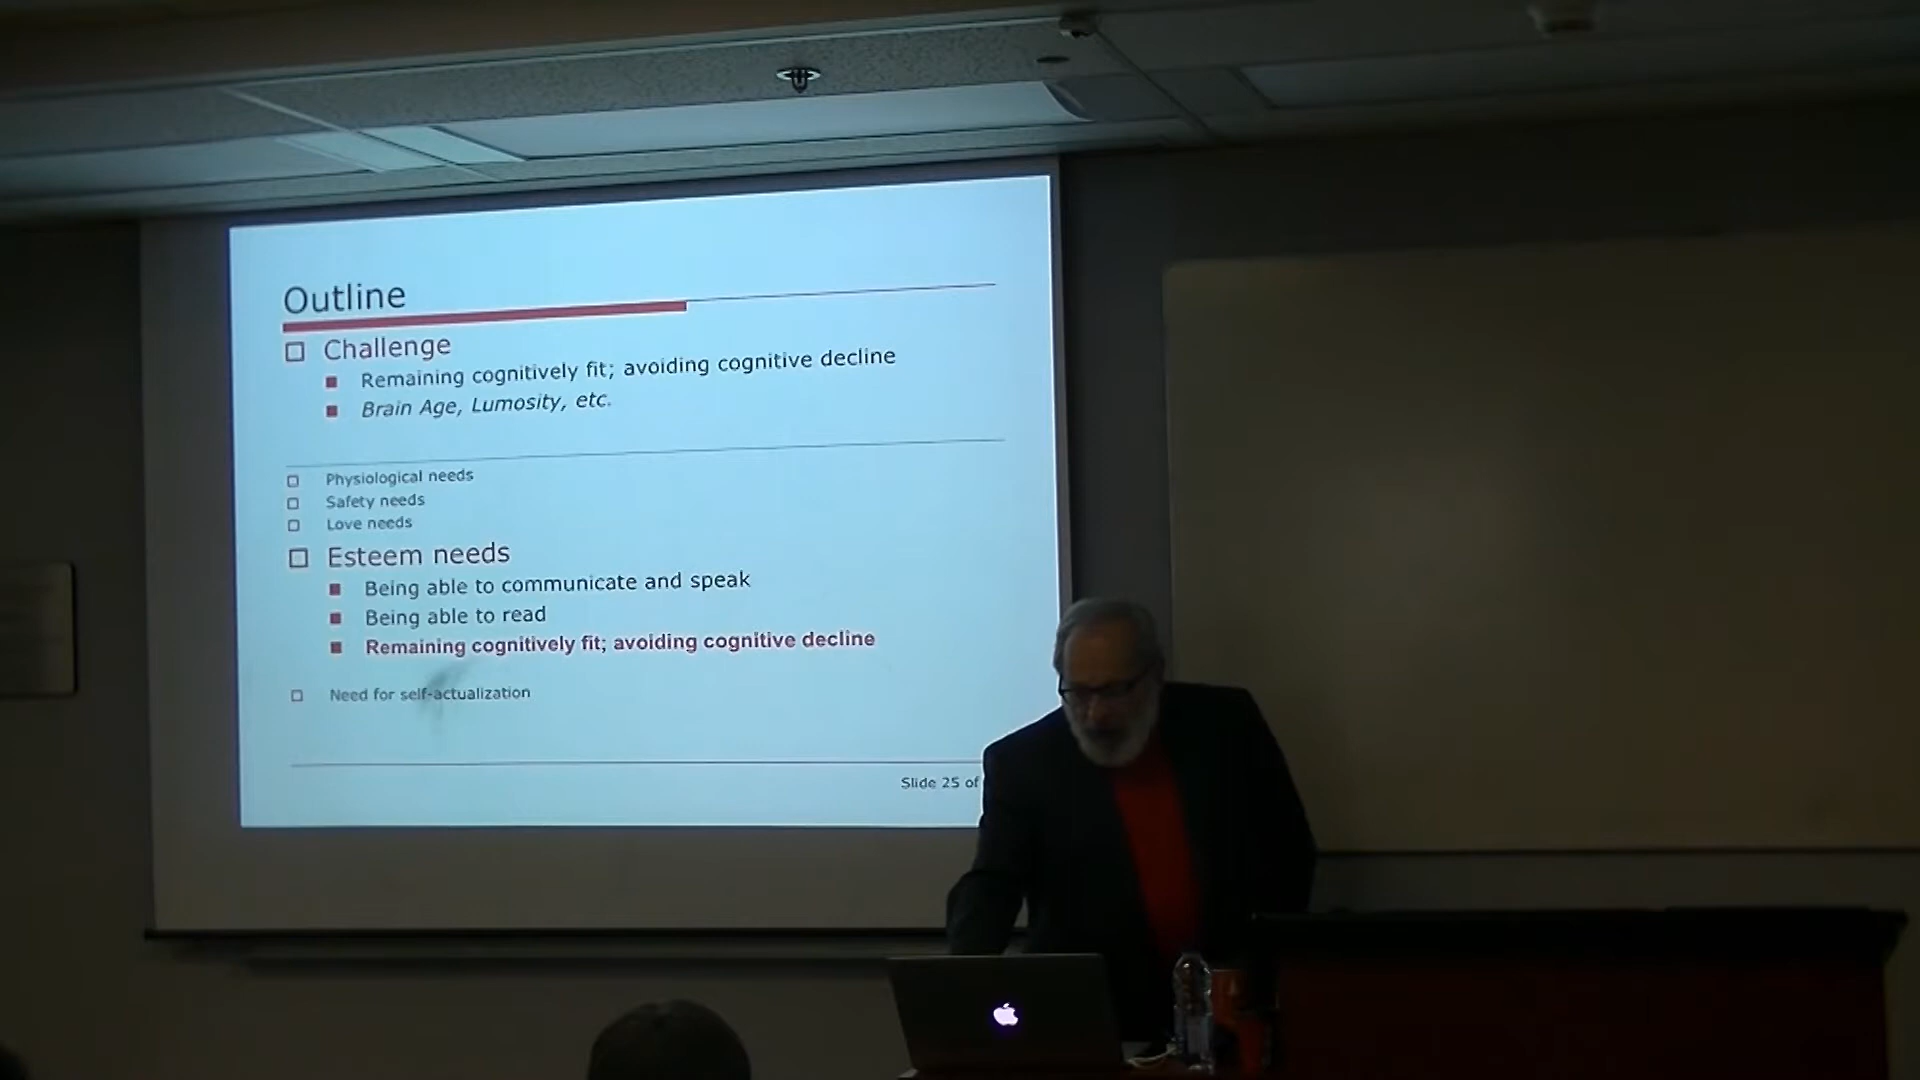 Outline
Challenge
Remaining cognitively fit; avoiding cognitive decline
Brain Age, Lumosity, etc.
Physiological needs
Safety needs
Love needs
Esteem needs
Being able to communicate and speak
Being able to read
Remaining cognitively fit; avoiding cognitive decline
Need for self-actualization
Slide 25 of